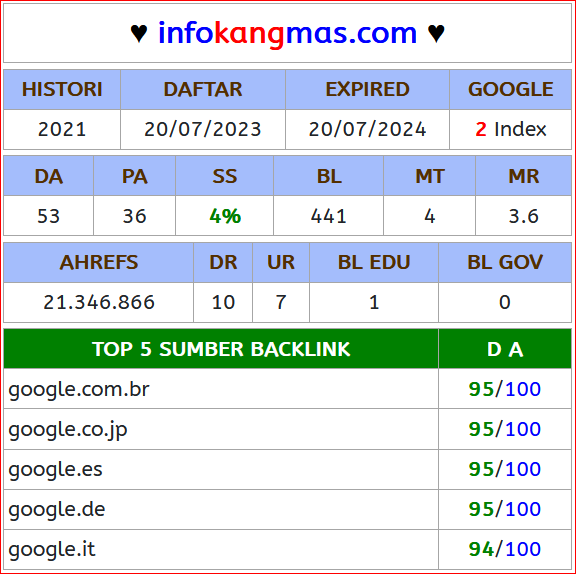 ♥ infokangmas.com ♥
HISTORI DAFTAR EXPIRED GOOGLE
2021 20/07/2023 20/07/2024 2 Index
DA PA SS BL MT MR
53 36 4% 441 4 3.6
AHREFS DR UR BL EDU BL GOV
21.346.866 10 7 1 0
TOP 5 SUMBER BACKLINK D A
google.com.br 95/100
google.co.jp 95/100
google.es 95/100
google.de 95/100
google.it 94/100